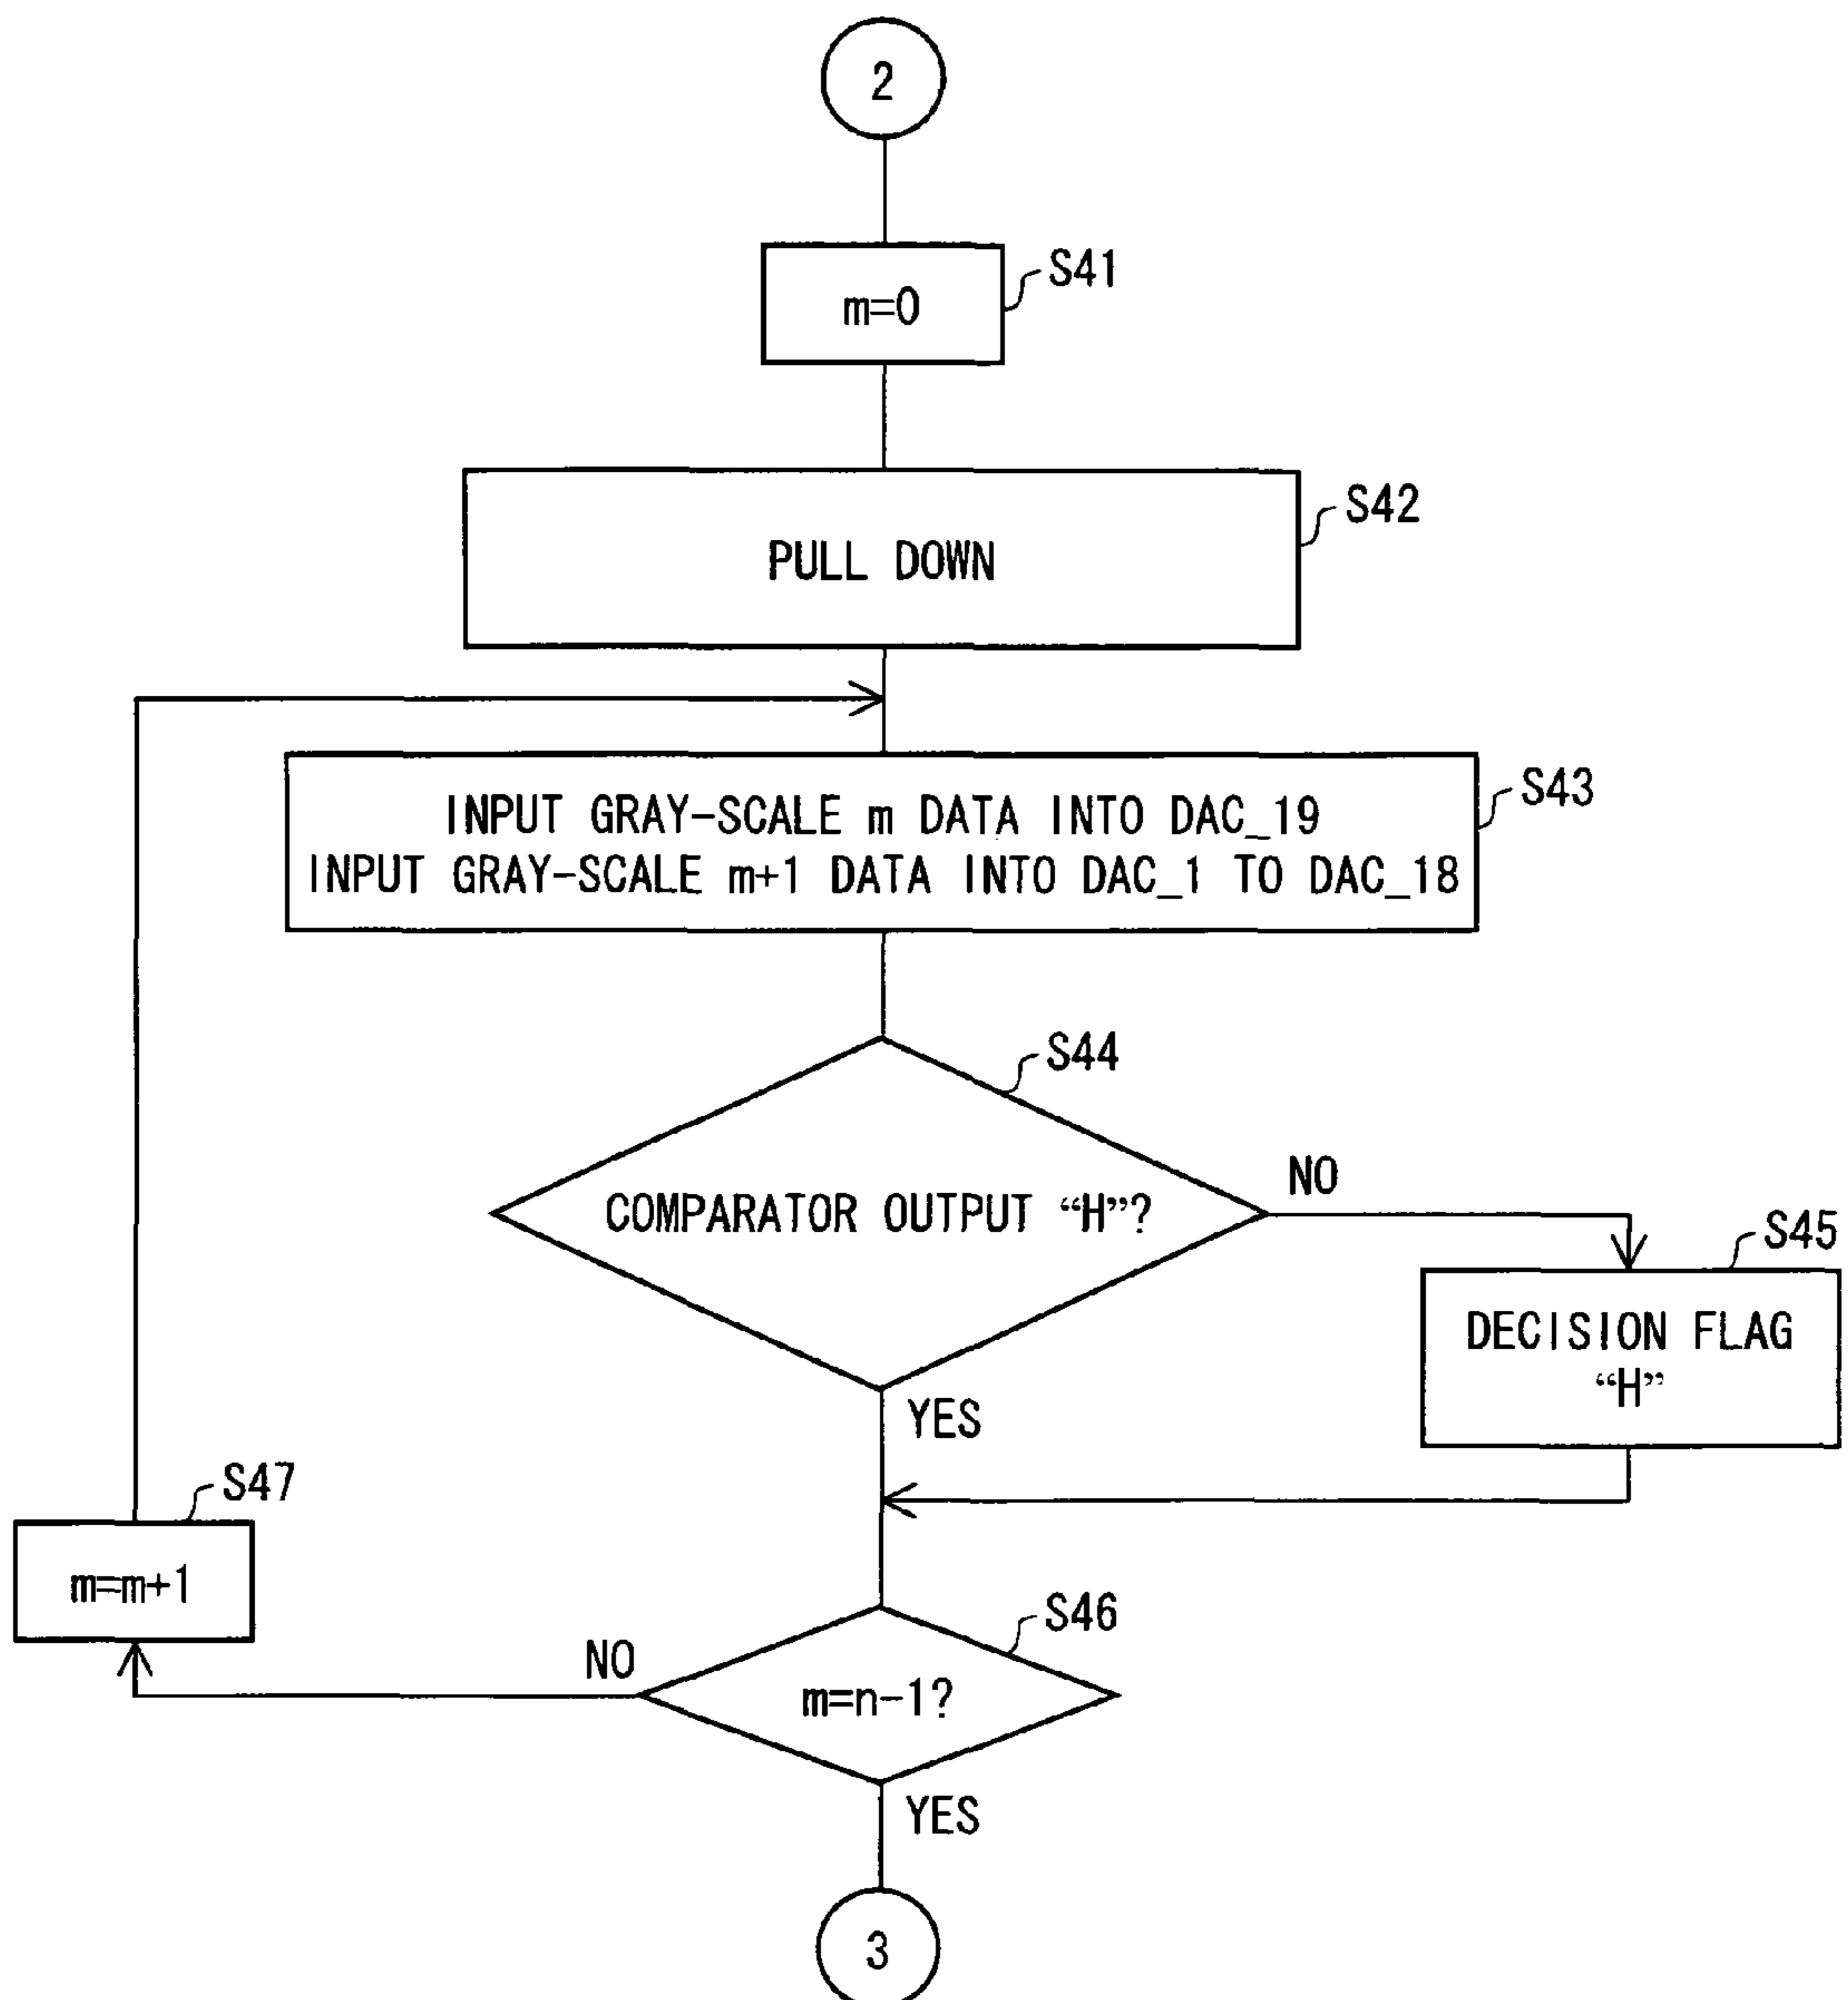 2
S41
m=0
S42
PULL DOWN
S43
INPUT GRAY-SCALE m DATA INTO DAC_19
INPUT GRAY-SCALE m+1 DATA INTO DAC_1 TO DAC_18
S44
COMPARATOR OUTPUT “H”?
NO
S45
DECISION FLAG
“H”
YES
S47
m=m+1
S46
NO
m=n-1?
YES
3